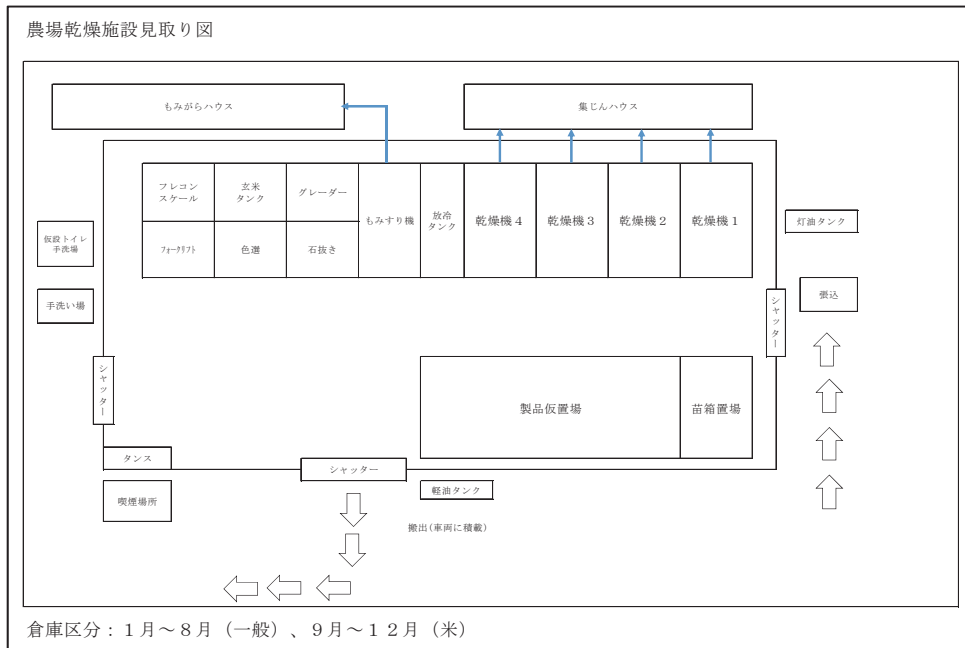 農場乾燥施設見取り図
もみがらハウス
集じんハウス
フレコン
スケール
玄米
タンク
グレーダー
もみすり機
放冷
タンク
乾燥機４
乾燥機３
乾燥機２
乾燥機１
灯油タンク
仮設トイレ
手洗場
フォークリフト
色選
石抜き
手洗い場
張込
シャッター
シャッター
製品仮置場
苗箱置場
タンス
シャッター
喫煙場所
軽油タンク
搬出(車両に積載)
倉庫区分：１月～８月（一般）、９月～１２月（米）